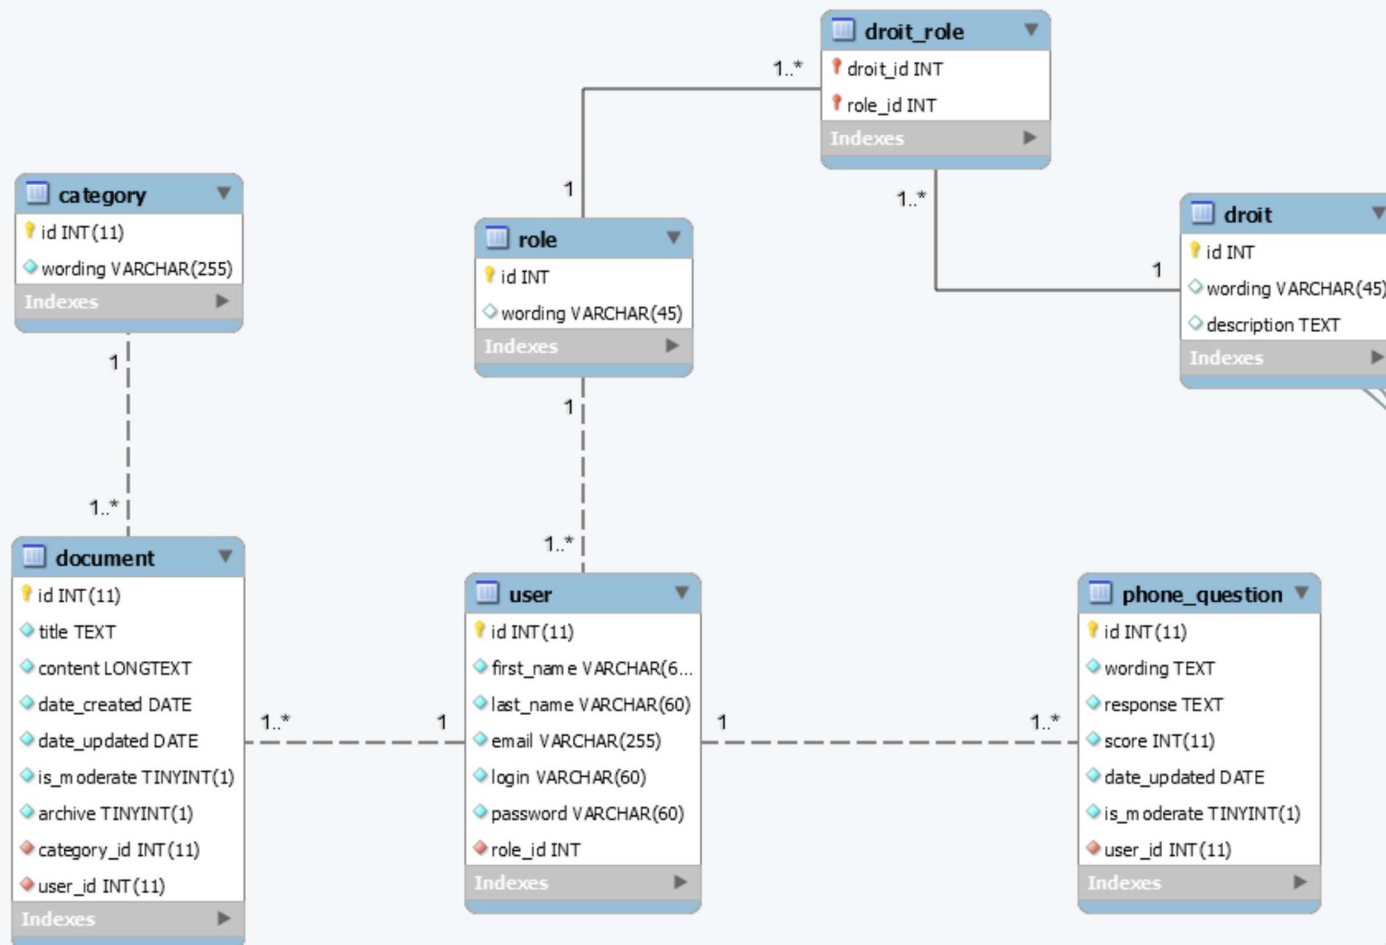 droit_role
droit_id INT
role_id INT
Indexes
1..*
1
1..*
1
category
id INT(11)
wording VARCHAR(255)
Indexes
role
id INT
wording VARCHAR(45)
Indexes
droit
id INT
wording VARCHAR(45)
description TEXT
Indexes
1
1..*
1
1..*
document
id INT(11)
title TEXT
content LONGTEXT
date_created DATE
date_updated DATE
is_moderate TINYINT(1)
archive TINYINT(1)
category_id INT(11)
user_id INT(11)
Indexes
1..*
1
user
id INT(11)
first_name VARCHAR(6...
last_name VARCHAR(60)
email VARCHAR(255)
login VARCHAR(60)
password VARCHAR(60)
role_id INT
Indexes
1
1..*
phone_question
id INT(11)
wording TEXT
response TEXT
score INT(11)
date_updated DATE
is_moderate TINYINT(1)
user_id INT(11)
Indexes